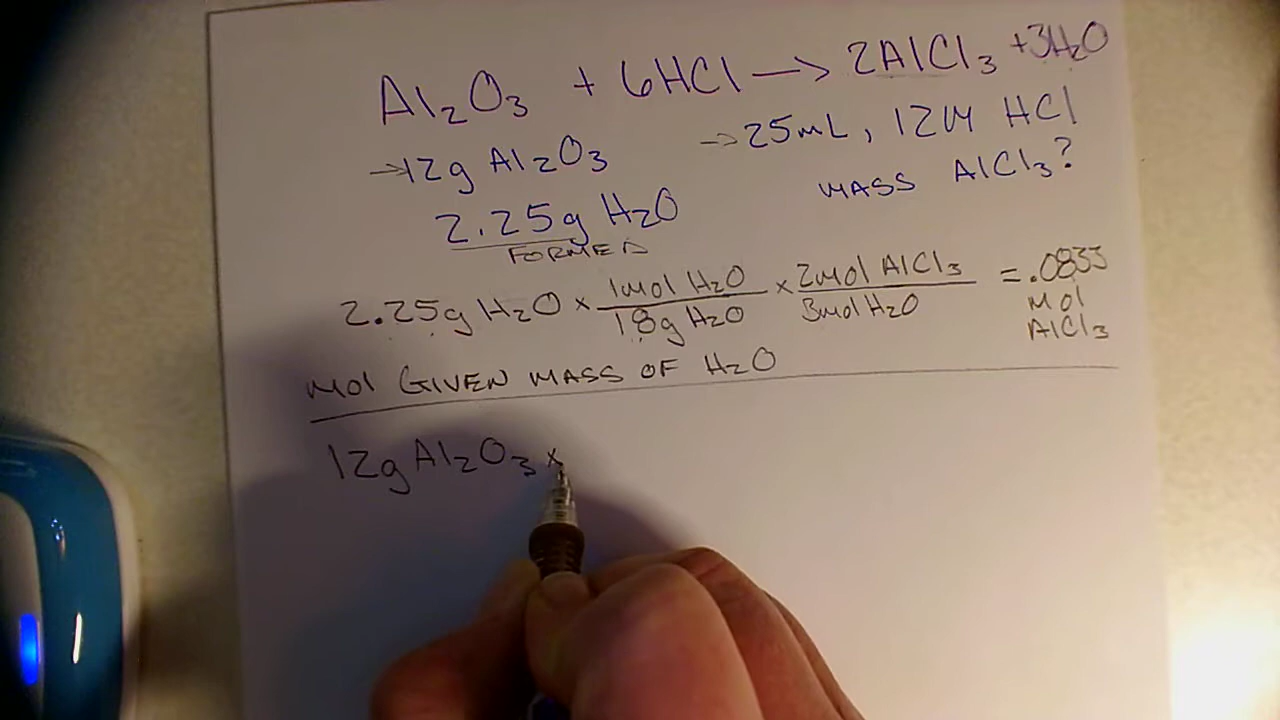 Al2O3 + 6HCl —> 2AlCl3 +3H2O
→12g Al2O3 →25mL, 12M HCl
2.25g H2O MASS AlCl3?
FORMED
2.25g H2O × 1mol H2O / 18g H2O × 2mol AlCl3 / 3mol H2O = .0833 mol AlCl3
mol GIVEN MASS OF H2O
12g Al2O3 ×